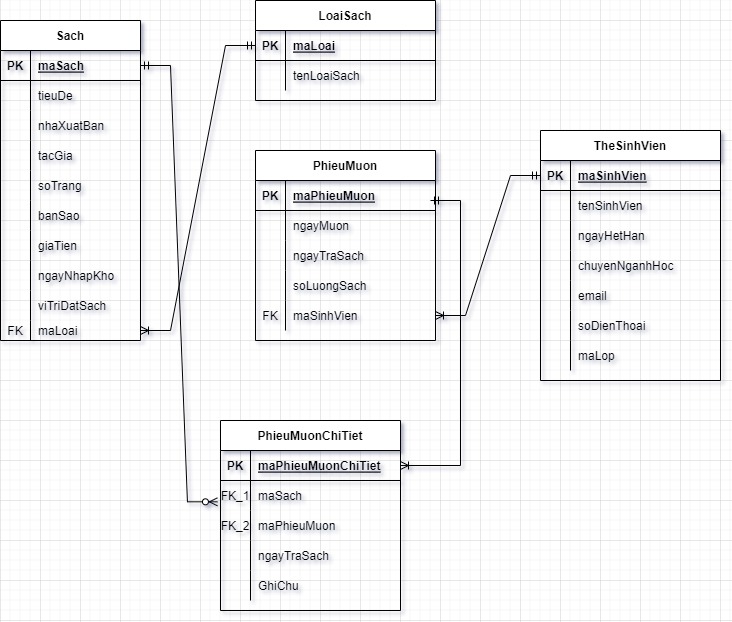 Sach
PK maSach
tieuDe
nhaXuatBan
tacGia
soTrang
banSao
giaTien
ngayNhapKho
viTriDatSach
FK maLoai
LoaiSach
PK maLoai
tenLoaiSach
PhieuMuon
PK maPhieuMuon
ngayMuon
ngayTraSach
soLuongSach
FK maSinhVien
TheSinhVien
PK maSinhVien
tenSinhVien
ngayHetHan
chuyenNganhHoc
email
soDienThoai
maLop
PhieuMuonChiTiet
PK maPhieuMuonChiTiet
FK_1 maSach
FK_2 maPhieuMuon
ngayTraSach
GhiChu